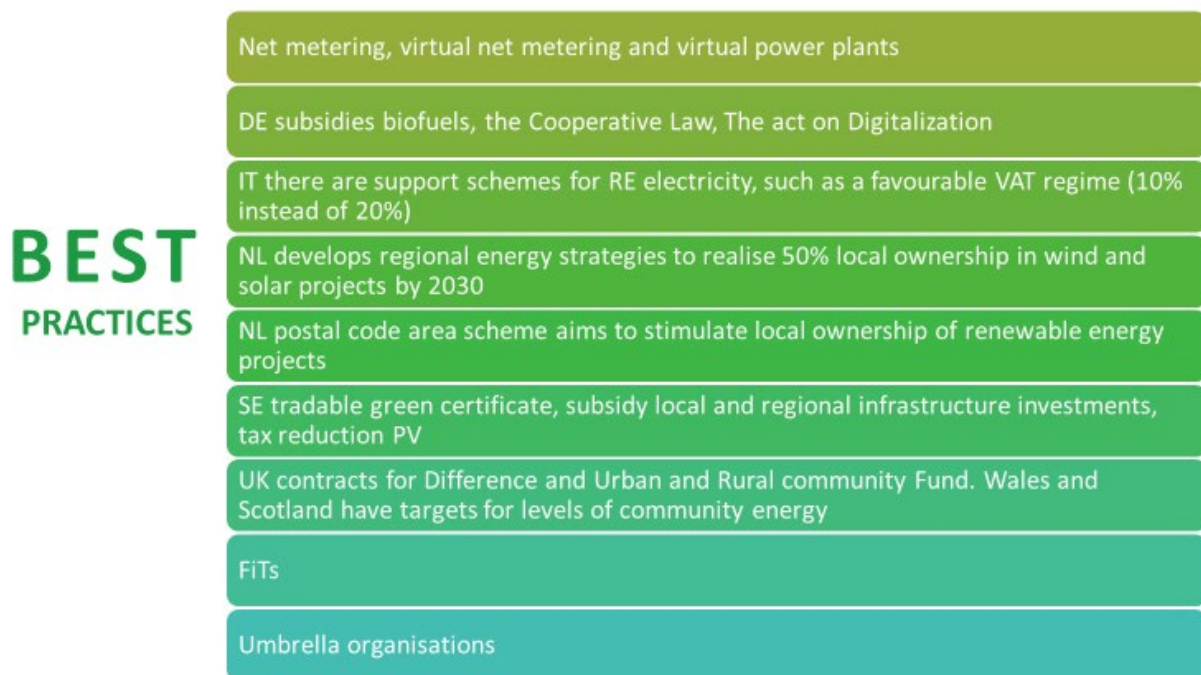 BEST
PRACTICES
Net metering, virtual net metering and virtual power plants
DE subsidies biofuels, the Cooperative Law, The act on Digitalization
IT there are support schemes for RE electricity, such as a favourable VAT regime (10%
instead of 20%)
NL develops regional energy strategies to realise 50% local ownership in wind and
solar projects by 2030
NL postal code area scheme aims to stimulate local ownership of renewable energy
projects
SE tradable green certificate, subsidy local and regional infrastructure investments,
tax reduction PV
UK contracts for Difference and Urban and Rural community Fund. Wales and
Scotland have targets for levels of community energy
FiTs
Umbrella organisations